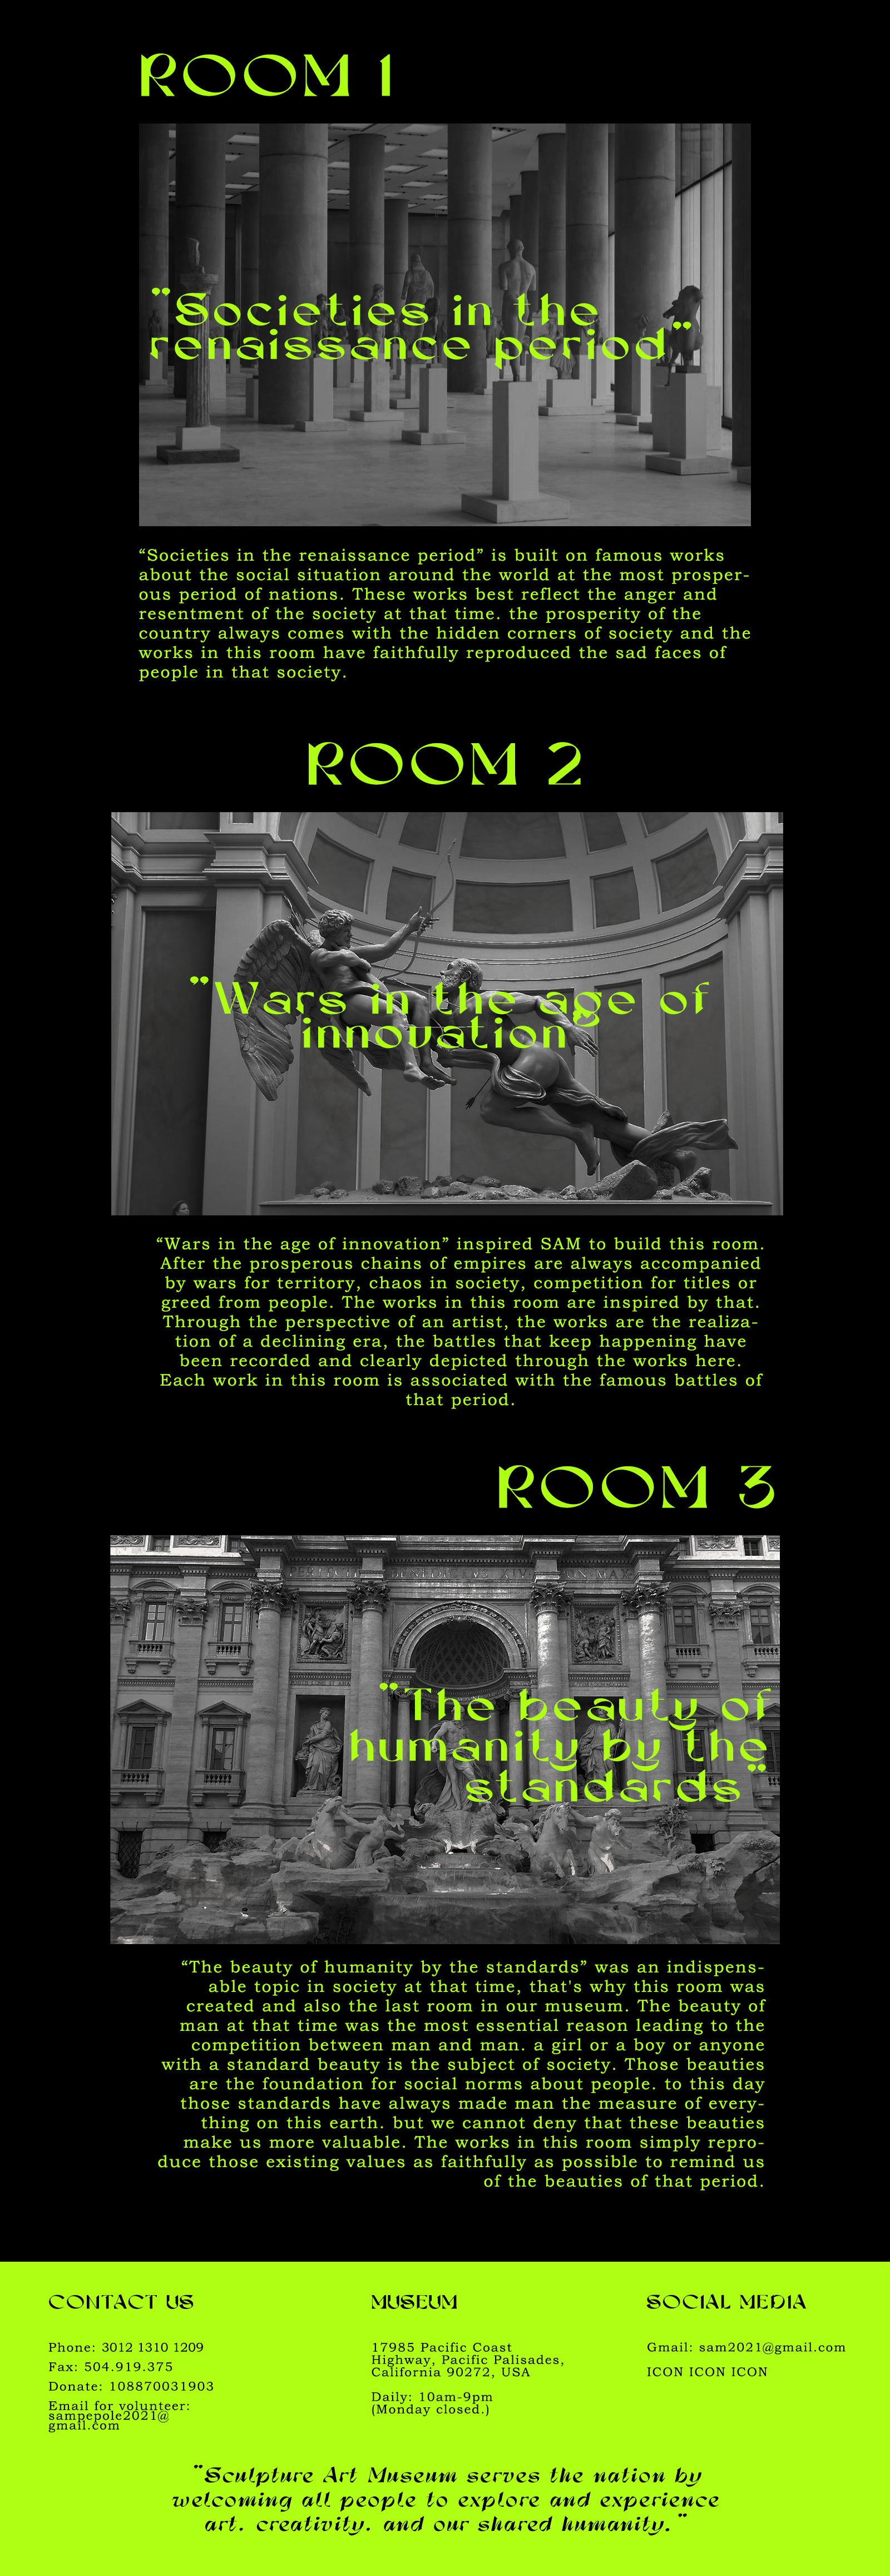 ROOM 1
"Societies in the
renaissance period"
“Societies in the renaissance period” is built on famous works
about the social situation around the world at the most prosper-
ous period of nations. These works best reflect the anger and
resentment of the society at that time. the prosperity of the
country always comes with the hidden corners of society and the
works in this room have faithfully reproduced the sad faces of
people in that society.
ROOM 2
"Wars in the age of
innovation"
“Wars in the age of innovation” inspired SAM to build this room.
After the prosperous chains of empires are always accompanied
by wars for territory, chaos in society, competition for titles or
greed from people. The works in this room are inspired by that.
Through the perspective of an artist, the works are the realiza-
tion of a declining era, the battles that keep happening have
been recorded and clearly depicted through the works here.
Each work in this room is associated with the famous battles of
that period.
ROOM 3
"The beauty of
humanity by the
standards"
“The beauty of humanity by the standards” was an indispens-
able topic in society at that time, that's why this room was
created and also the last room in our museum. The beauty of
man at that time was the most essential reason leading to the
competition between man and man. a girl or a boy or anyone
with a standard beauty is the subject of society. Those beauties
are the foundation for social norms about people. to this day
those standards have always made man the measure of every-
thing on this earth. but we cannot deny that these beauties
make us more valuable. The works in this room simply repro-
duce those existing values as faithfully as possible to remind us
of the beauties of that period.
CONTACT US
Phone: 3012 1310 1209
Fax: 504.919.375
Donate: 108870031903
Email for volunteer:
sampepole2021@
gmail.com
MUSEUM
17985 Pacific Coast
Highway, Pacific Palisades,
California 90272, USA
Daily: 10am-9pm
(Monday closed.)
SOCIAL MEDIA
Gmail: sam2021@gmail.com
ICON ICON ICON
"Sculpture Art Museum serves the nation by
welcoming all people to explore and experience
art. creativity. and our shared humanity."